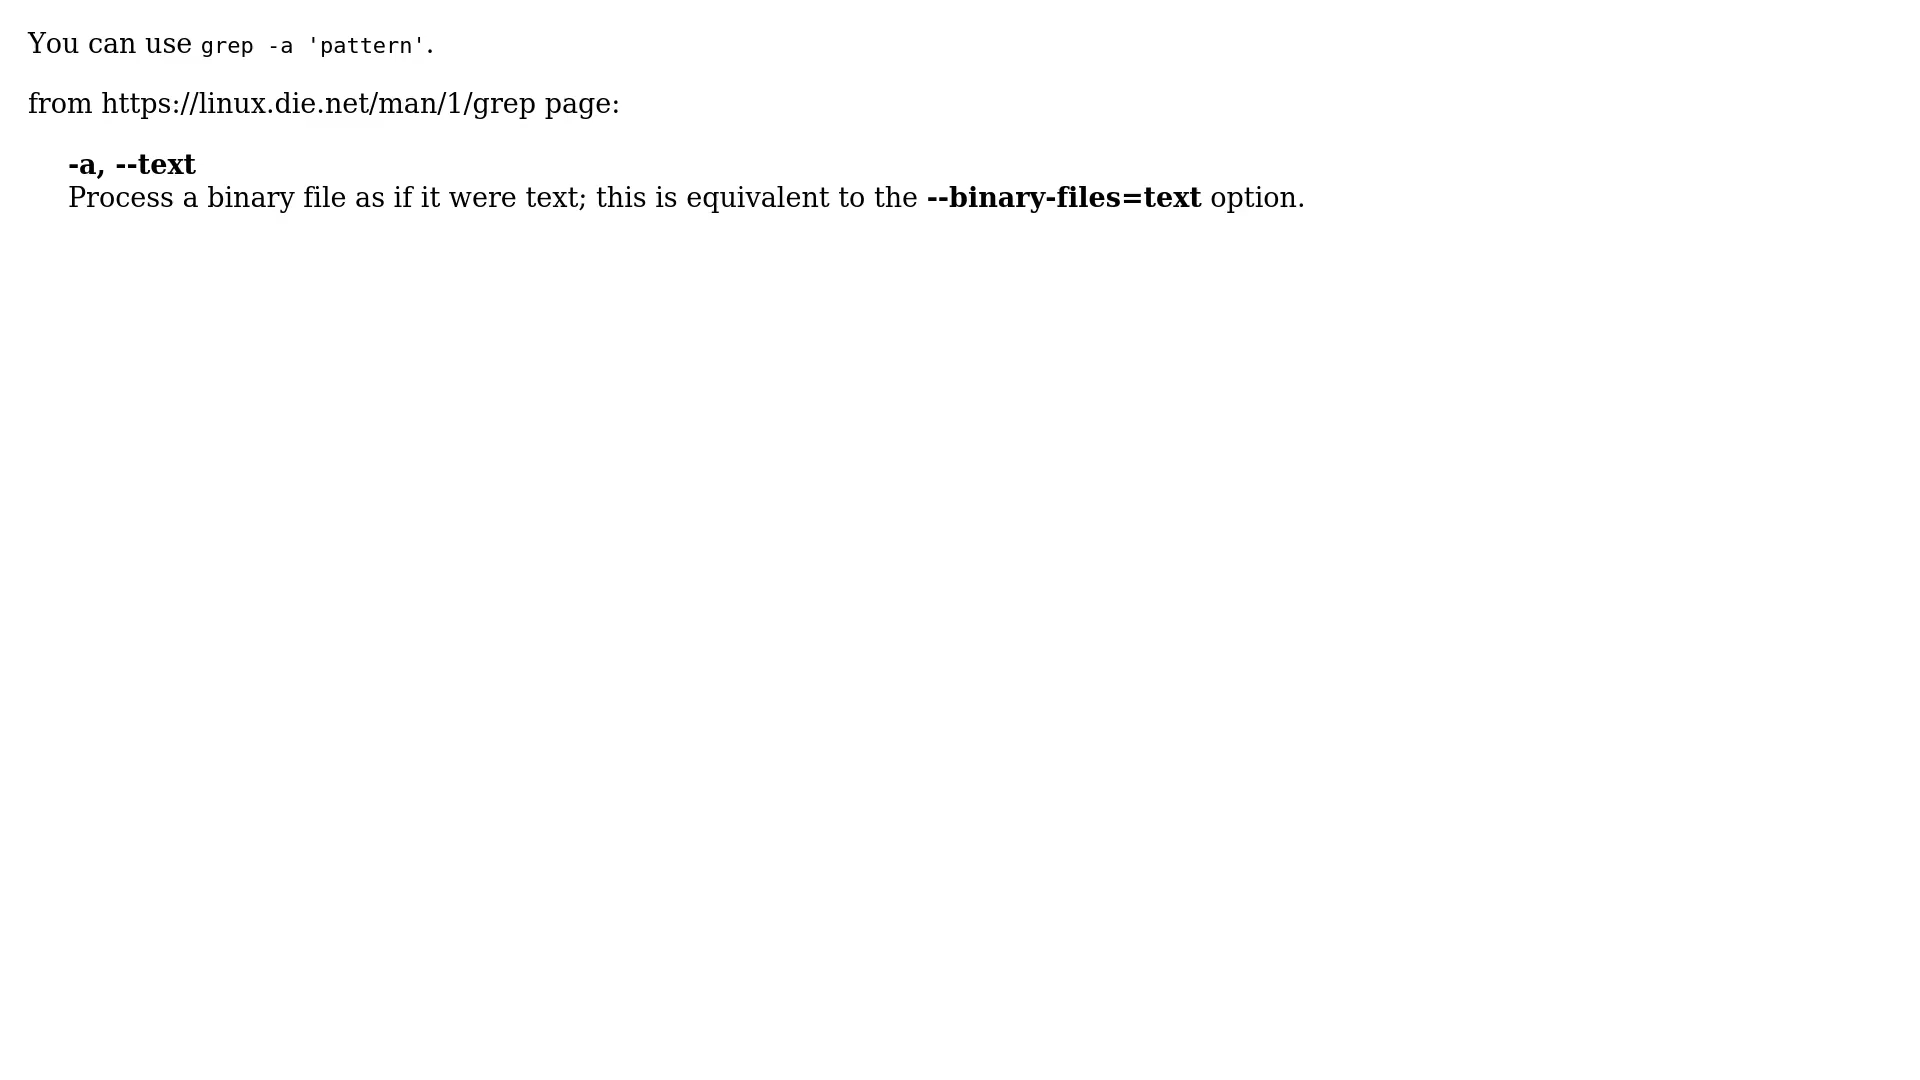 You can use grep -a 'pattern'.
from https://linux.die.net/man/1/grep page:
-a, --text
Process a binary file as if it were text; this is equivalent to the --binary-files=text option.